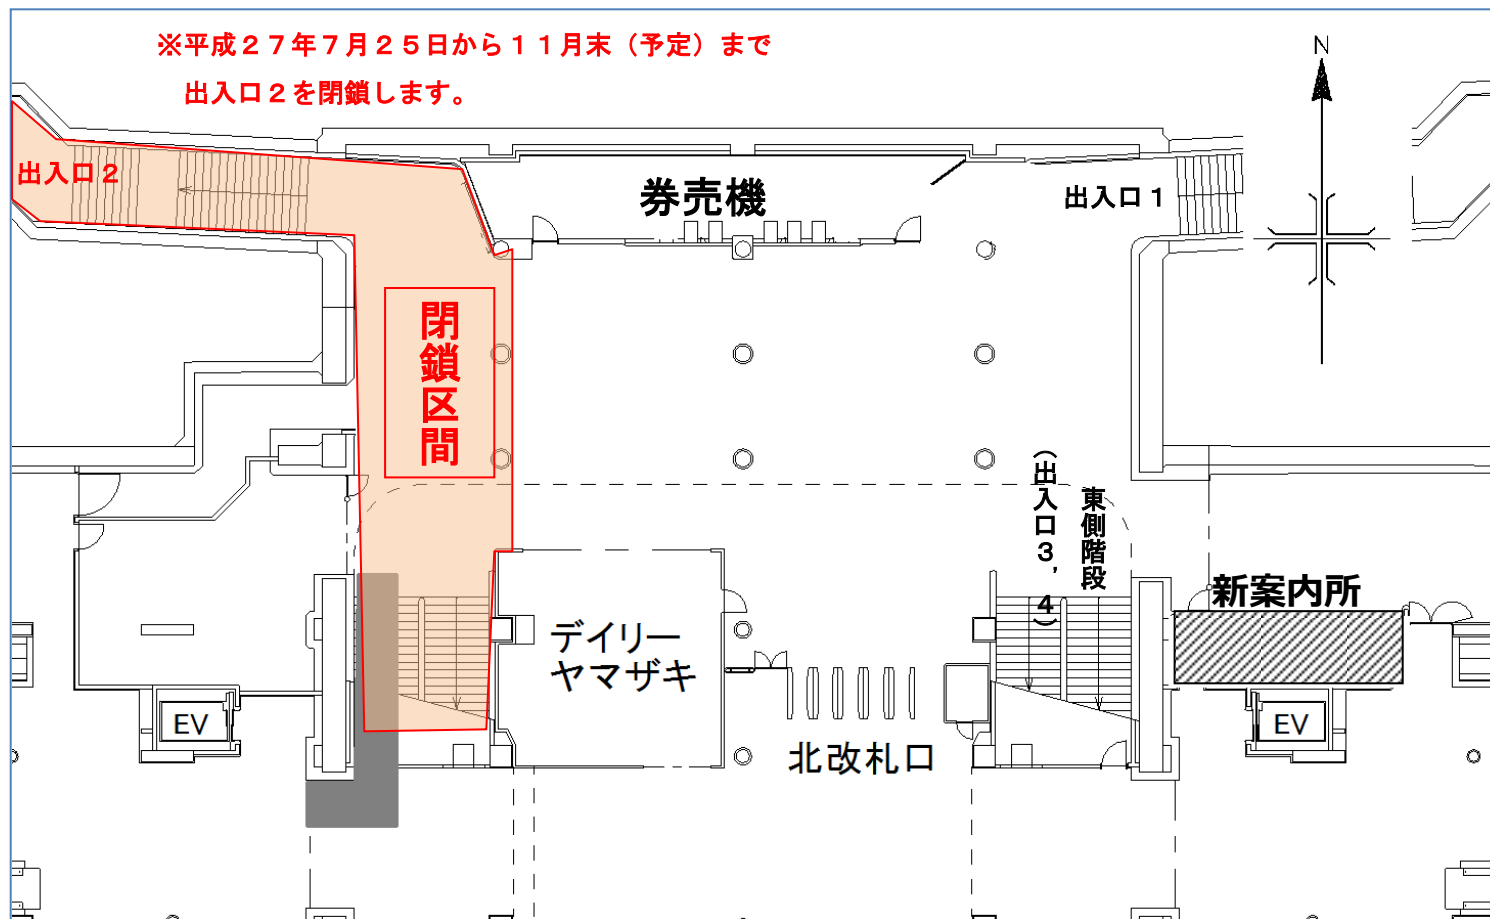 ※平成２７年７月２５日から１１月末（予定）まで
出入口２を閉鎖します。
N
出入口２
券売機
出入口１
閉鎖区間
東側階段
（出入口３，４）
新案内所
デイリー
ヤマザキ
EV
EV
北改札口